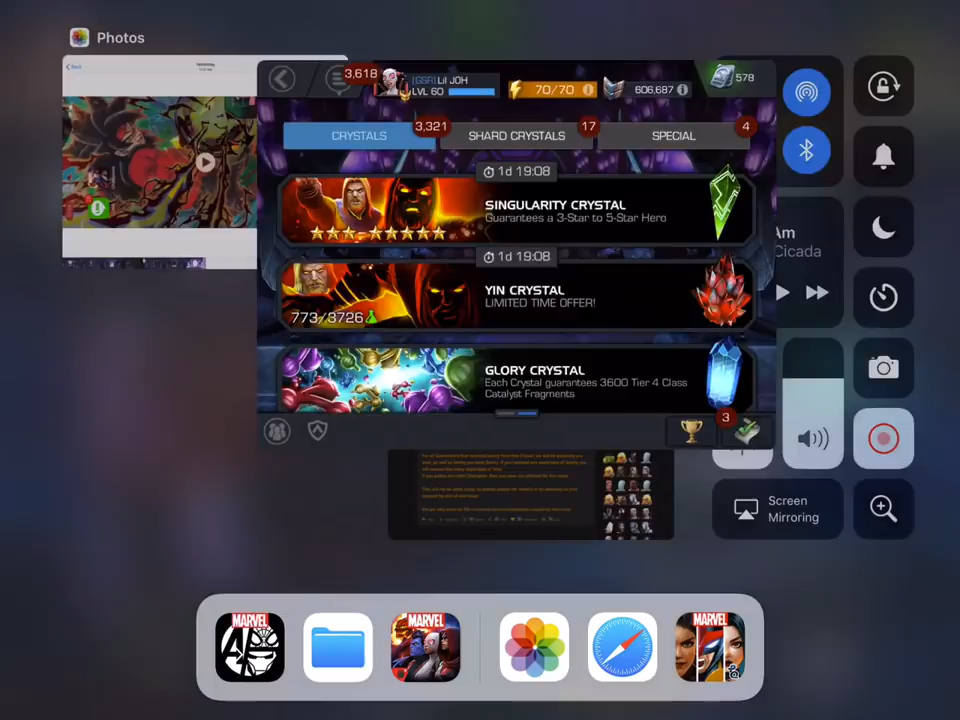 Photos
Back
3,618
[GSR] Lil JOH
LVL 60
70/70
606,687
578
CRYSTALS
3,321
SHARD CRYSTALS
17
SPECIAL
4
1d 19:08
SINGULARITY CRYSTAL
Guarantees a 3-Star to 5-Star Hero
1d 19:08
YIN CRYSTAL
LIMITED TIME OFFER!
773/3726
GLORY CRYSTAL
Each Crystal guarantees 3600 Tier 4 Class
Catalyst Fragments
3
Am
Cicada
Screen
Mirroring
MARVEL
MARVEL
MARVEL